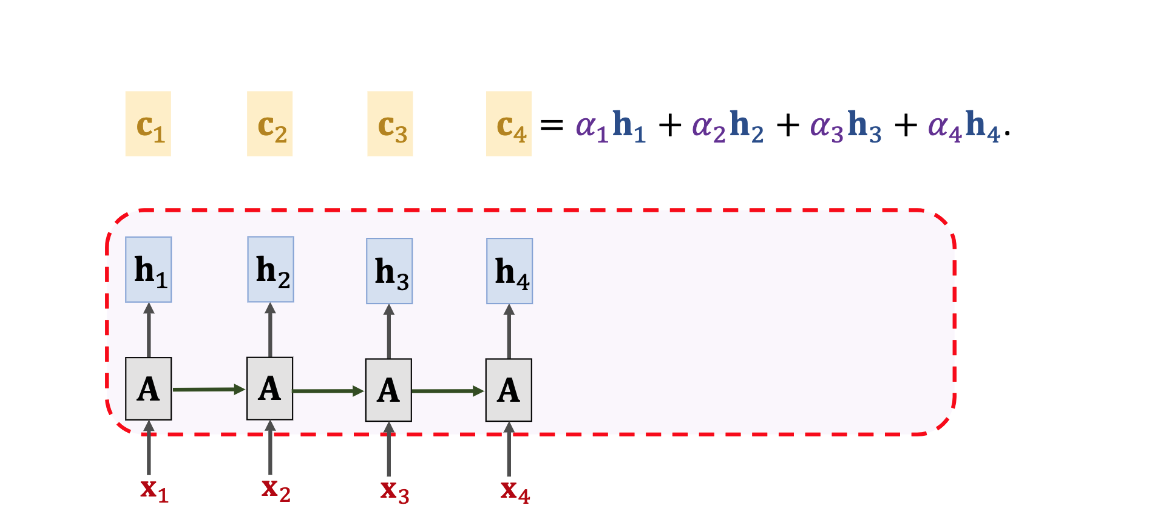 c₁ c₂ c₃ c₄ = α₁h₁ + α₂h₂ + α₃h₃ + α₄h₄.
h₁ h₂ h₃ h₄
A A A A
x₁ x₂ x₃ x₄